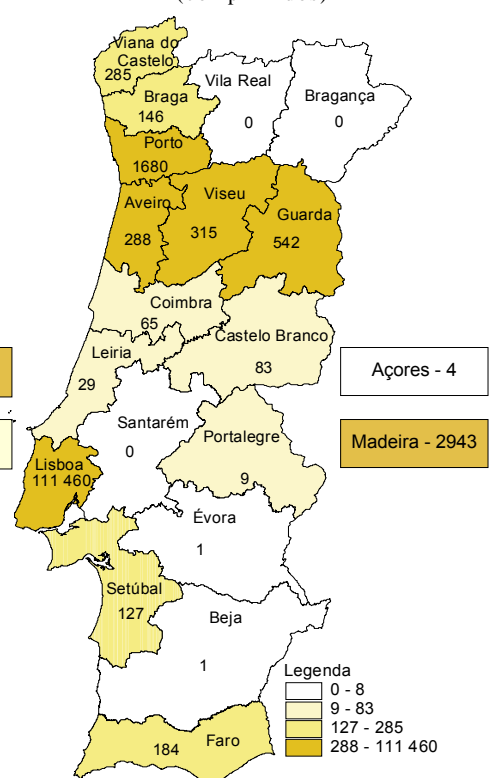 Viana do
Castelo
285
Braga
146
Vila Real
0
Bragança
0
Porto
1680
Aveiro
288
Viseu
315
Guarda
542
Coimbra
65
Castelo Branco
83
Leiria
29
Açores - 4
Santarém
0
Portalegre
9
Madeira - 2943
Lisboa
111 460
Évora
1
Setúbal
127
Beja
1
184 Faro
Legenda
0 - 8
9 - 83
127 - 285
288 - 111 460